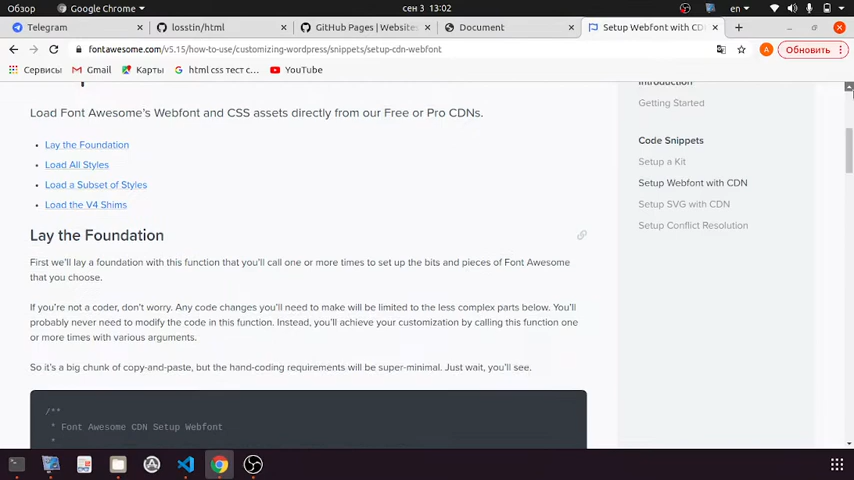 Обзор
Google Chrome
сен 3 13:02
en
Telegram
losstin/html
GitHub Pages | Websites
Document
Setup Webfont with CD
fontawesome.com/v5.15/how-to-use/customizing-wordpress/snippets/setup-cdn-webfont
A
Обновить
Сервисы
Gmail
Карты
html css тест с...
YouTube
Introduction
Load Font Awesome's Webfont and CSS assets directly from our Free or Pro CDNs.
Getting Started
Lay the Foundation
Load All Styles
Load a Subset of Styles
Load the V4 Shims
Code Snippets
Setup a Kit
Setup Webfont with CDN
Setup SVG with CDN
Setup Conflict Resolution
Lay the Foundation
First we'll lay a foundation with this function that you'll call one or more times to set up the bits and pieces of Font Awesome
that you choose.
If you're not a coder, don't worry. Any code changes you'll need to make will be limited to the less complex parts below. You'll
probably never need to modify the code in this function. Instead, you'll achieve your customization by calling this function one
or more times with various arguments.
So it's a big chunk of copy-and-paste, but the hand-coding requirements will be super-minimal. Just wait, you'll see.
/**
* Font Awesome CDN Setup Webfont
*